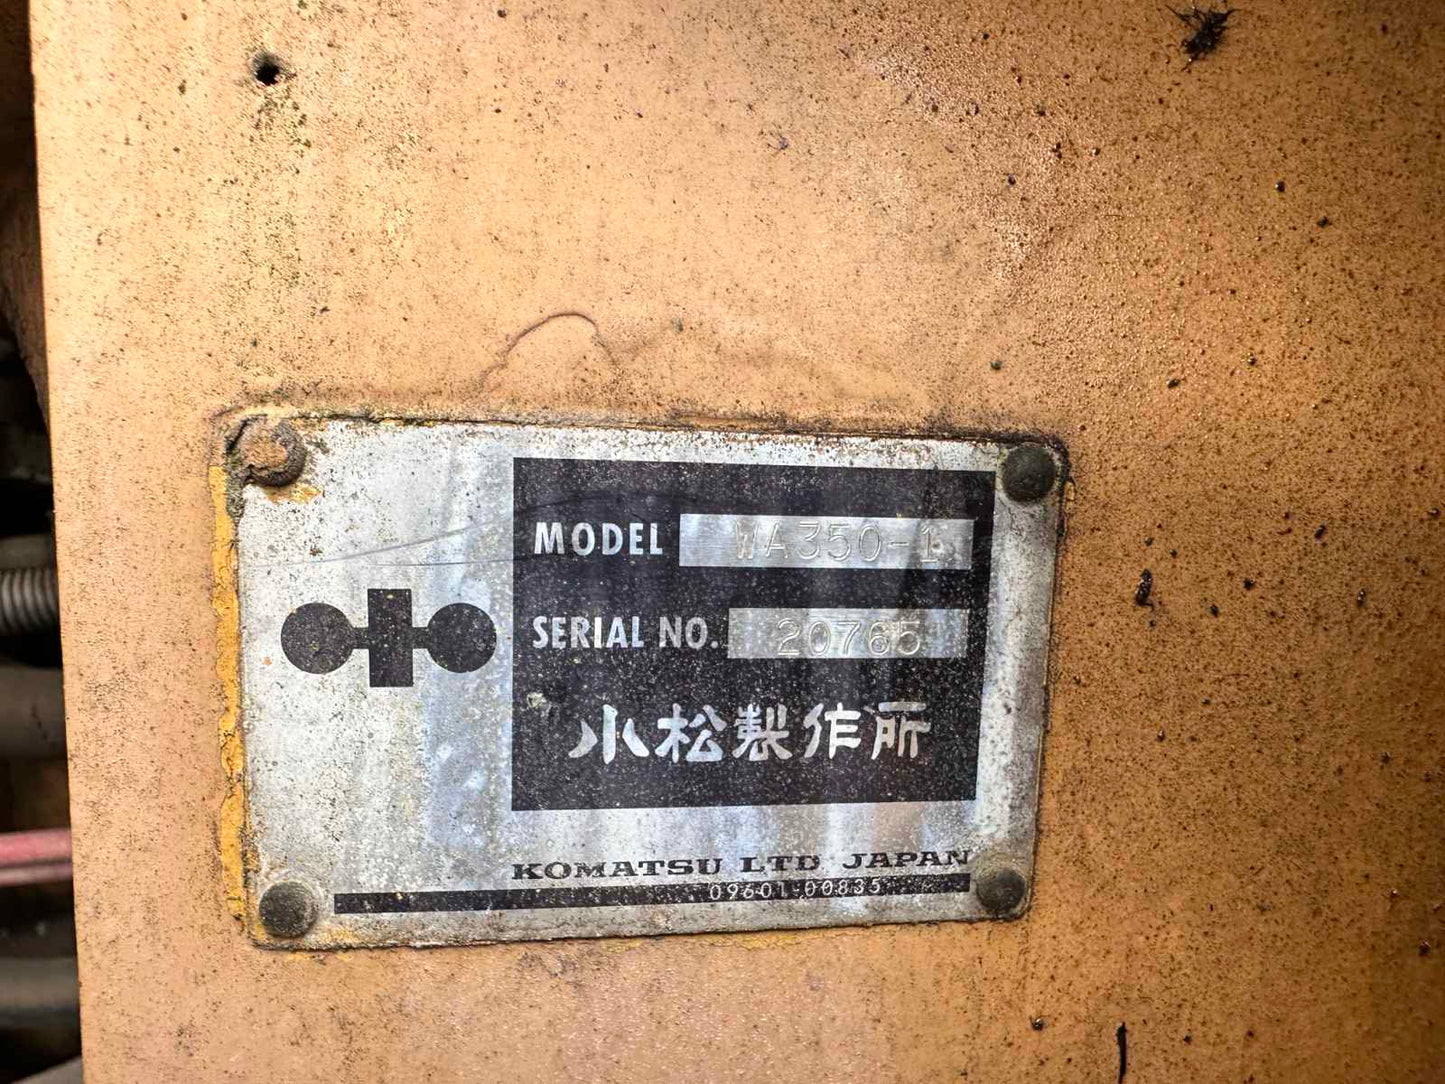 MODEL WA350-1
SERIAL NO. 20765
小松製作所
KOMATSU LTD JAPAN
09601-00835